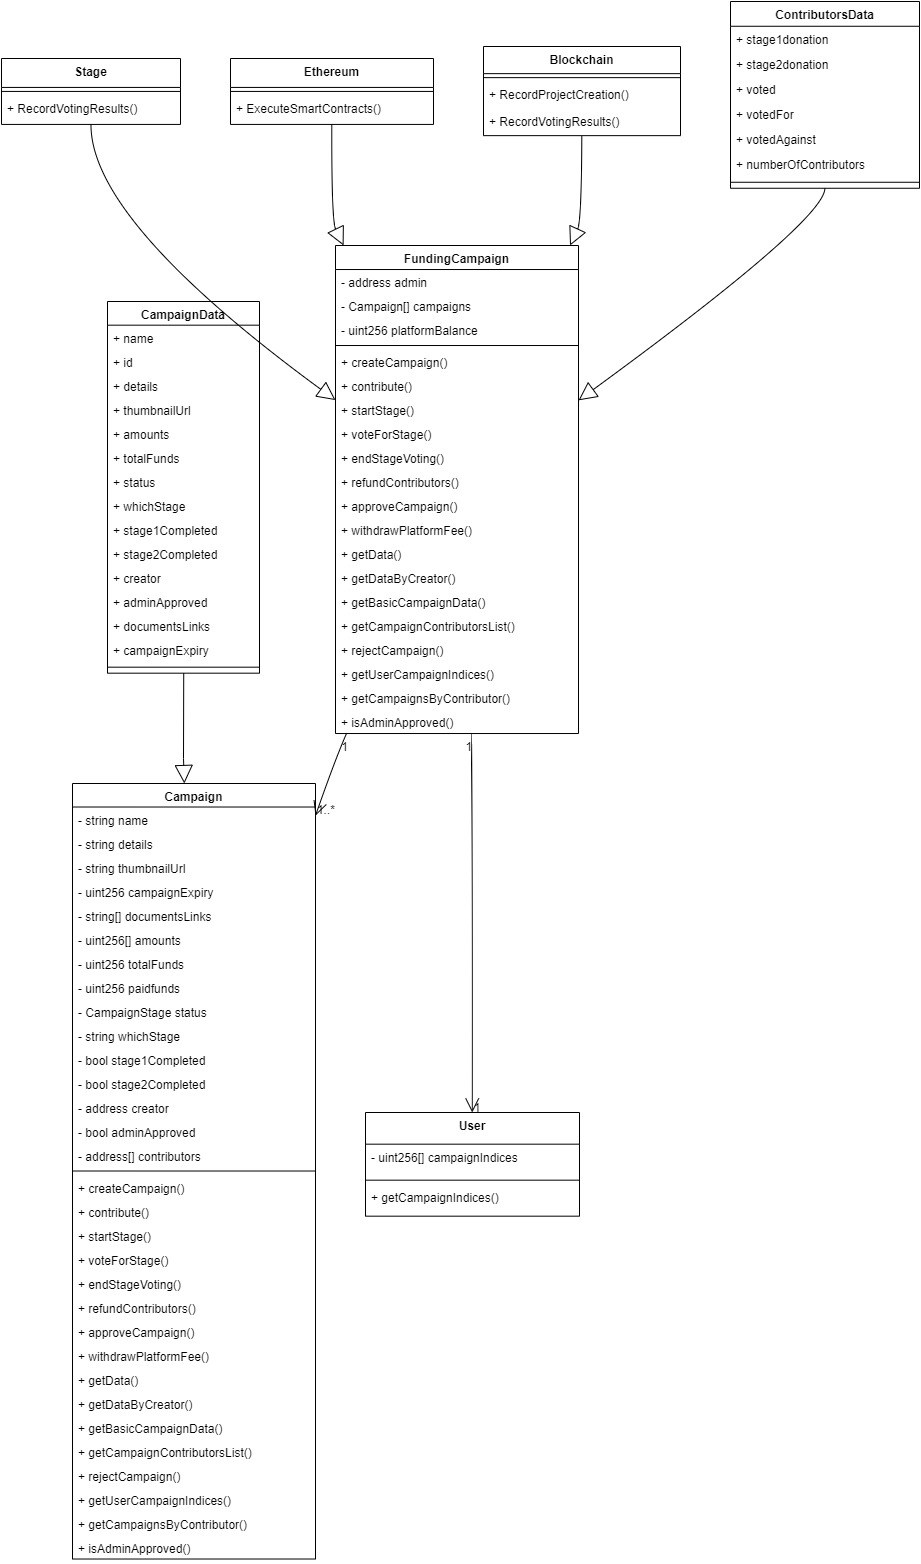 Stage
+ RecordVotingResults()
Ethereum
+ ExecuteSmartContracts()
Blockchain
+ RecordProjectCreation()
+ RecordVotingResults()
ContributorsData
+ stage1donation
+ stage2donation
+ voted
+ votedFor
+ votedAgainst
+ numberOfContributors
FundingCampaign
- address admin
- Campaign[] campaigns
- uint256 platformBalance
+ createCampaign()
+ contribute()
+ startStage()
+ voteForStage()
+ endStageVoting()
+ refundContributors()
+ approveCampaign()
+ withdrawPlatformFee()
+ getData()
+ getDataByCreator()
+ getBasicCampaignData()
+ getCampaignContributorsList()
+ rejectCampaign()
+ getUserCampaignIndices()
+ getCampaignsByContributor()
+ isAdminApproved()
CampaignData
+ name
+ id
+ details
+ thumbnailUrl
+ amounts
+ totalFunds
+ status
+ whichStage
+ stage1Completed
+ stage2Completed
+ creator
+ adminApproved
+ documentsLinks
+ campaignExpiry
1
1
1..*
Campaign
- string name
- string details
- string thumbnailUrl
- uint256 campaignExpiry
- string[] documentsLinks
- uint256[] amounts
- uint256 totalFunds
- uint256 paidfunds
- CampaignStage status
- string whichStage
- bool stage1Completed
- bool stage2Completed
- address creator
- bool adminApproved
- address[] contributors
+ createCampaign()
+ contribute()
+ startStage()
+ voteForStage()
+ endStageVoting()
+ refundContributors()
+ approveCampaign()
+ withdrawPlatformFee()
+ getData()
+ getDataByCreator()
+ getBasicCampaignData()
+ getCampaignContributorsList()
+ rejectCampaign()
+ getUserCampaignIndices()
+ getCampaignsByContributor()
+ isAdminApproved()
1
User
- uint256[] campaignIndices
+ getCampaignIndices()